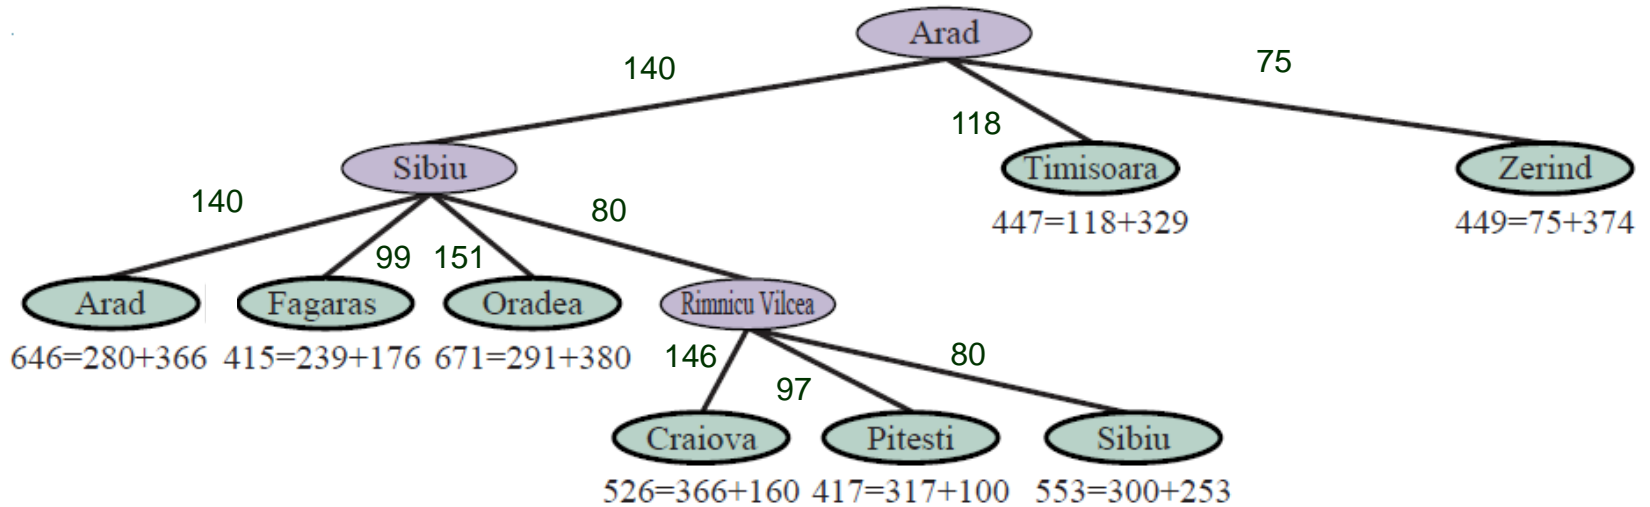 Arad
140
75
118
Sibiu
Timisoara
Zerind
140
80
447=118+329
449=75+374
99
151
Arad
Fagaras
Oradea
Rimnicu Vilcea
646=280+366
415=239+176
671=291+380
146
80
97
Craiova
Pitesti
Sibiu
526=366+160
417=317+100
553=300+253